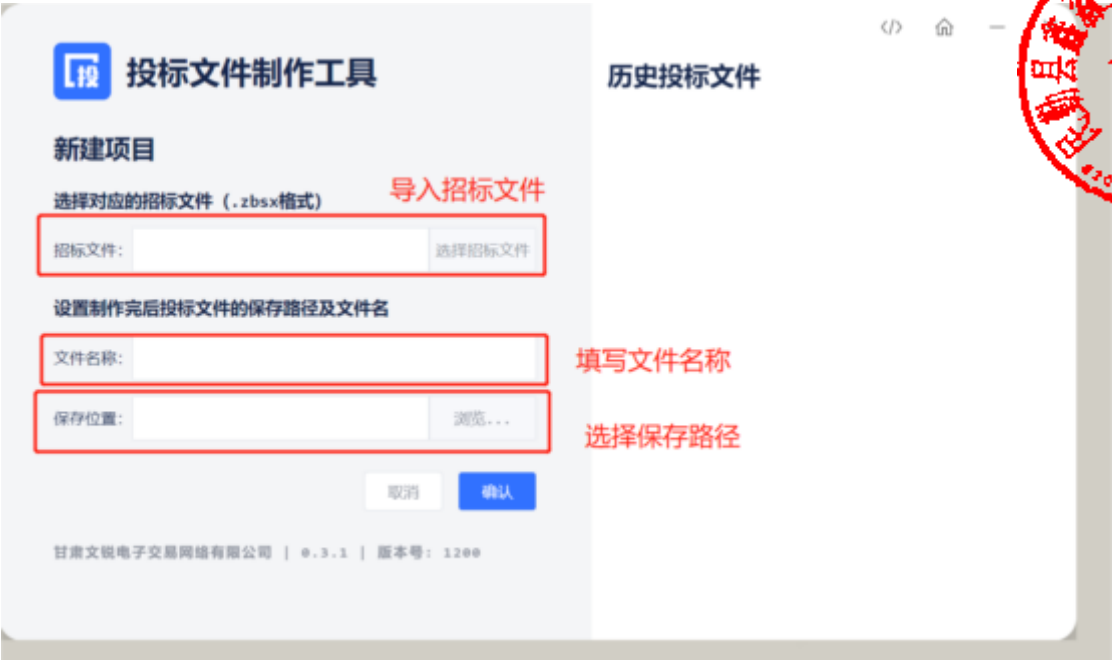 投
投标文件制作工具
新建项目
选择对应的招标文件（.zbsx格式）
导入招标文件
招标文件：
选择招标文件
设置制作完后投标文件的保存路径及文件名
文件名称：
填写文件名称
保存位置：
浏览...
选择保存路径
取消
确认
甘肃文锐电子交易网络有限公司 | 0.3.1 | 版本号：1200
历史投标文件